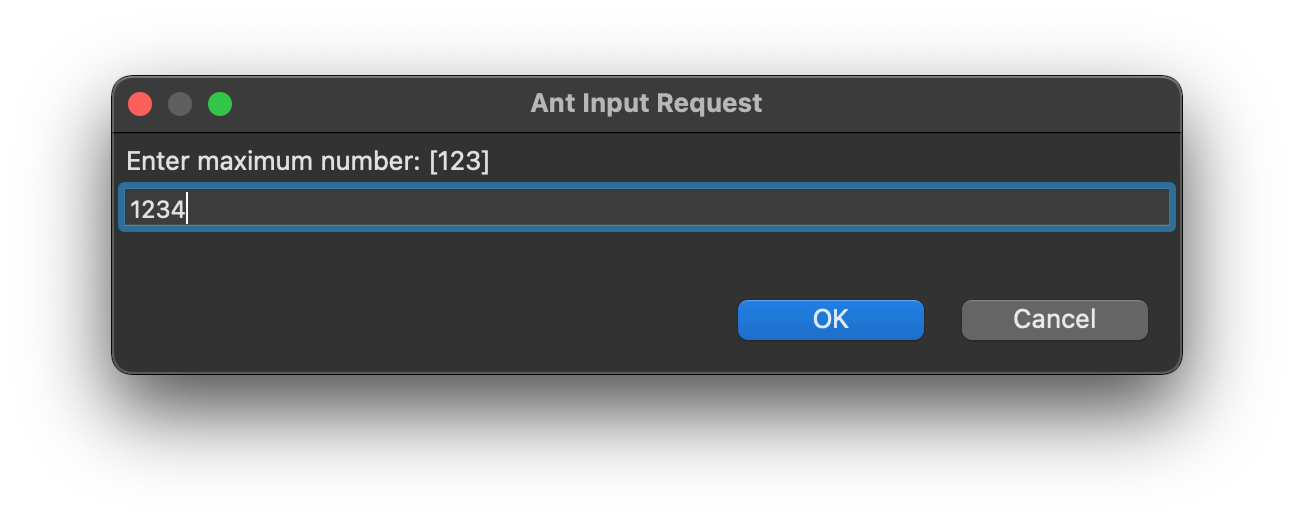 Ant Input Request
Enter maximum number: [123]
1234
OK Cancel